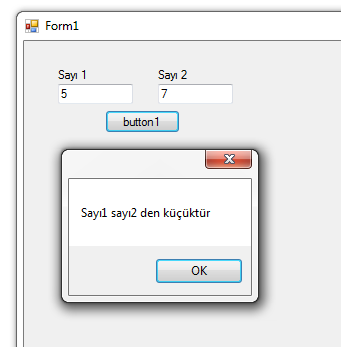 Form1
Sayı 1 Sayı 2
5 7
button1
Sayı1 sayı2 den küçüktür
OK